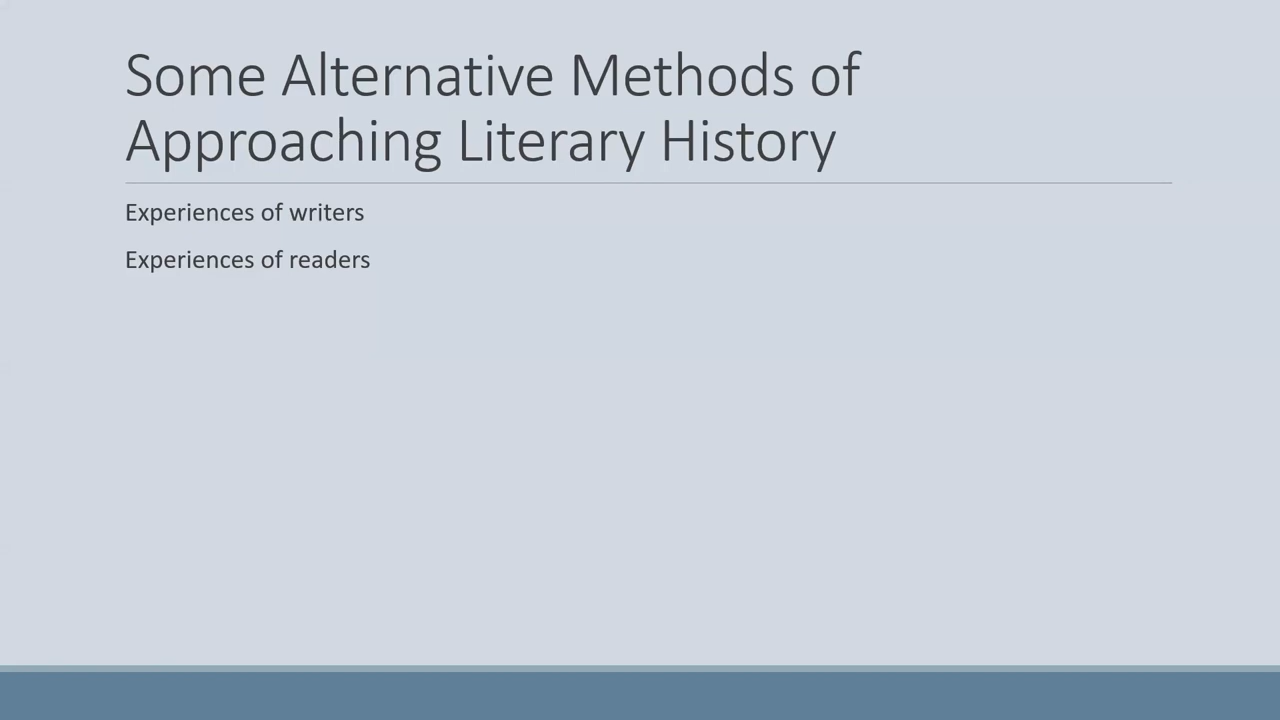 Some Alternative Methods of
Approaching Literary History
Experiences of writers
Experiences of readers